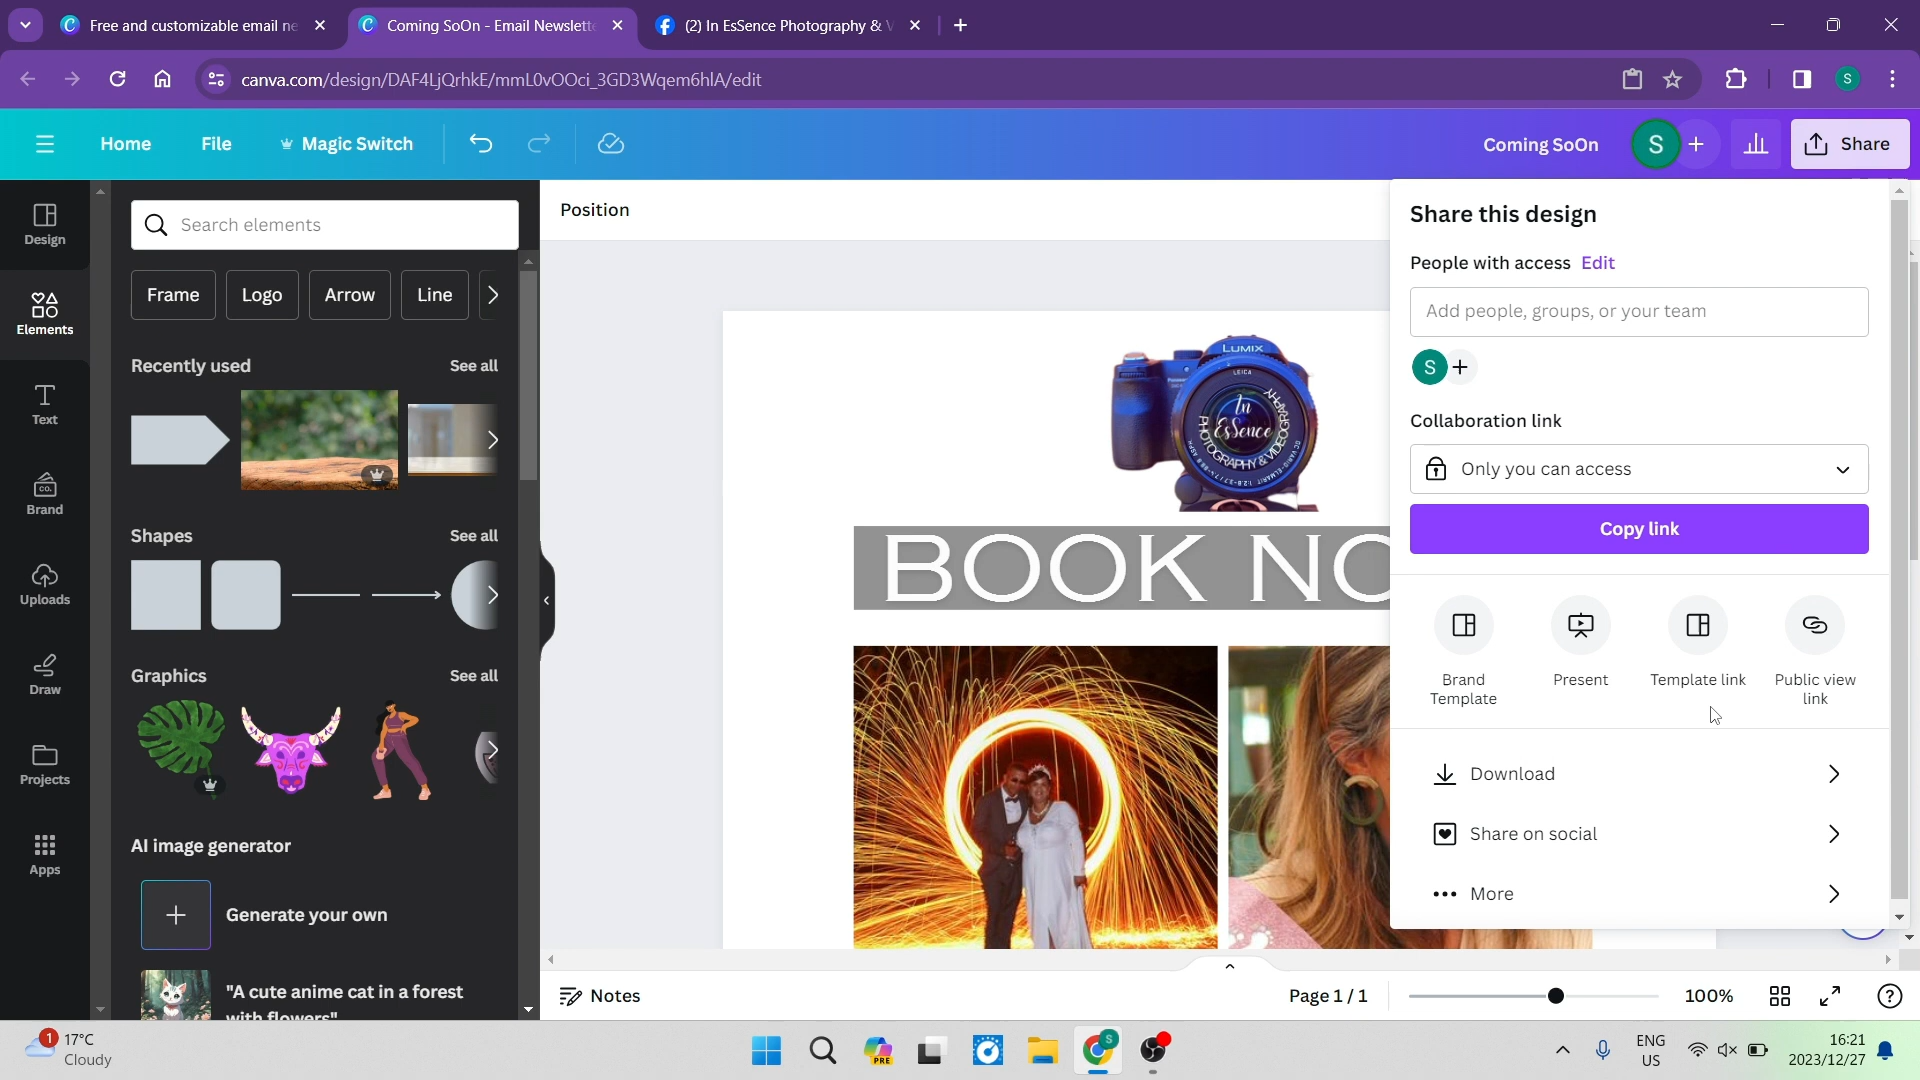 Free and customizable email ne
Coming SoOn - Email Newslette
(2) In EsSence Photography & V
canva.com/design/DAF4LjQrhkE/mmL0vOOci_3GD3Wqem6hlA/edit
S
Home
File
Magic Switch
Coming SoOn
S
Share
Design
Elements
Text
Brand
Uploads
Draw
Projects
Apps
Search elements
Frame
Logo
Arrow
Line
Recently used
See all
Shapes
See all
Graphics
See all
AI image generator
Generate your own
"A cute anime cat in a forest
with flowers"
Position
LUMIX
LEICA
In
EsSence
PHOTOGRAPHY & VIDEOGRAPHY
BOOK NO
Share this design
People with access Edit
Add people, groups, or your team
S
Collaboration link
Only you can access
Copy link
Brand
Template
Present
Template link
Public view
link
Download
Share on social
More
Notes
Page 1 / 1
100%
1
17°C
Cloudy
PRE
S
ENG
US
16:21
2023/12/27